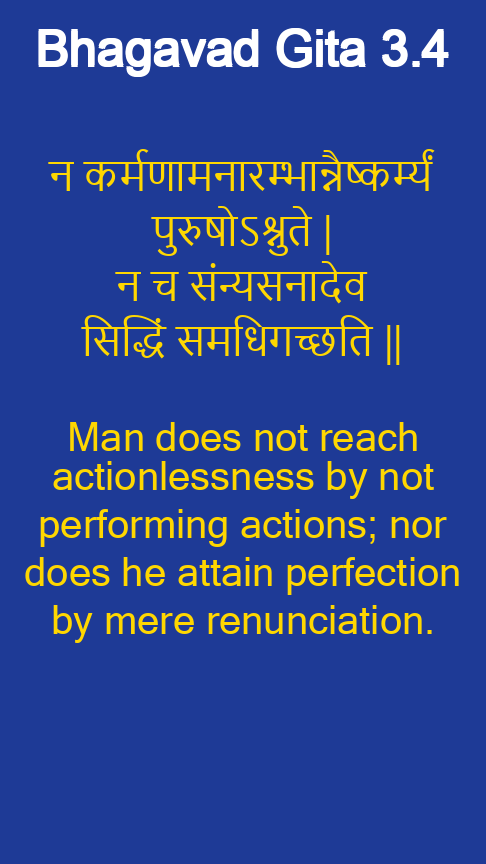 Bhagavad Gita 3.4
न कर्मणामनारम्भान्नैष्कर्म्यं
पुरुषोऽश्नुते |
न च संन्यसनादेव
सिद्धिं समधिगच्छति ||
Man does not reach
actionlessness by not
performing actions; nor
does he attain perfection
by mere renunciation.